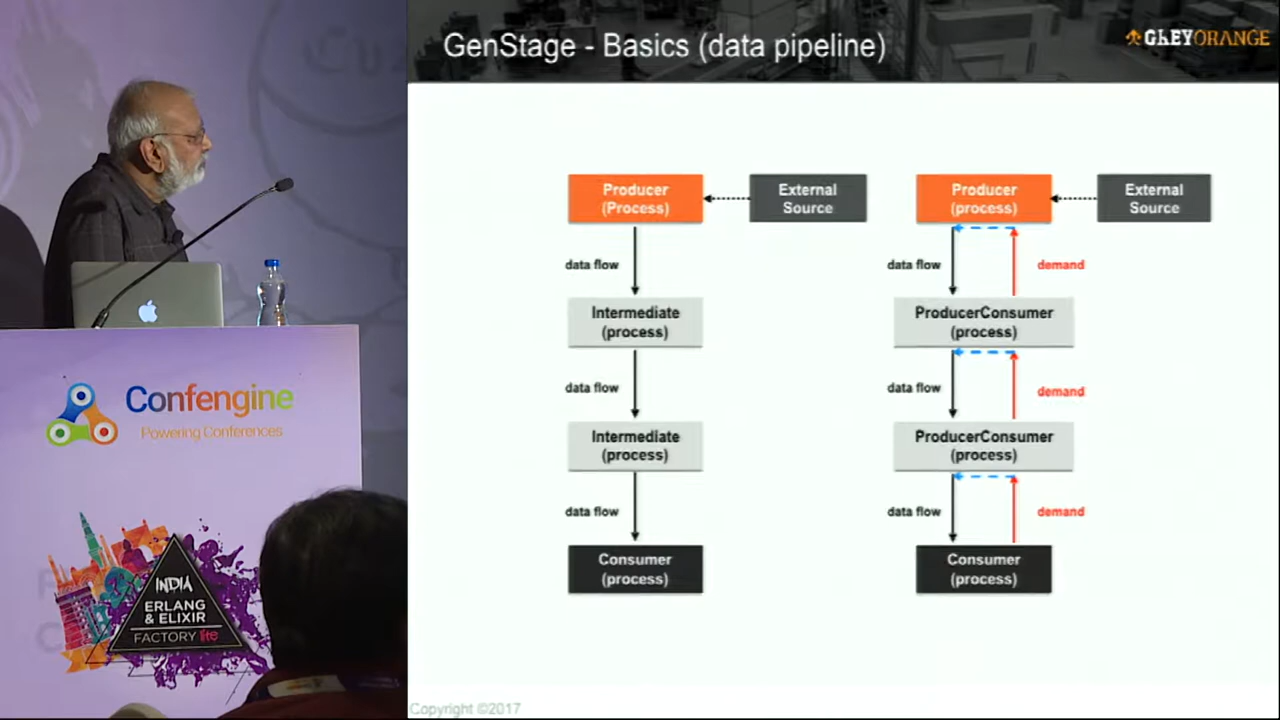 GenStage - Basics (data pipeline)
GREYORANGE
Producer
(Process)
External
Source
data flow
Intermediate
(process)
data flow
Intermediate
(process)
data flow
Consumer
(process)
Producer
(process)
External
Source
data flow
demand
ProducerConsumer
(process)
data flow
demand
ProducerConsumer
(process)
data flow
demand
Consumer
(process)
Copyright ©2017
Confengine
Powering Conferences
INDIA
ERLANG
& ELIXIR
FACTORY lite